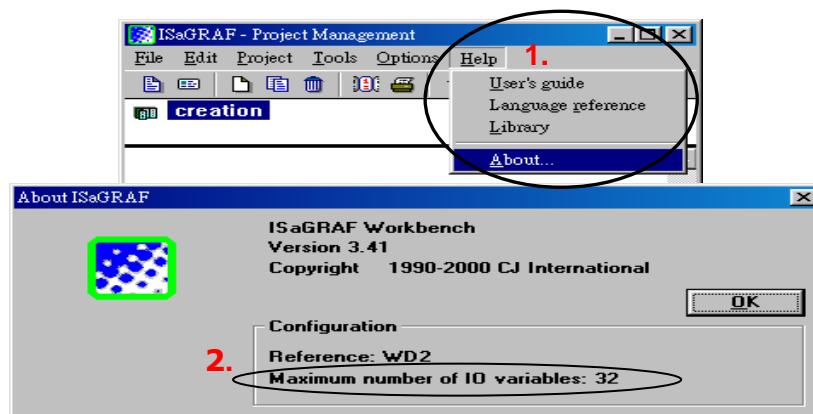 ISaGRAF - Project Management
File Edit Project Tools Options Help
1.
User's guide
Language reference
Library
creation
About...
About ISaGRAF
ISaGRAF Workbench
Version 3.41
Copyright 1990-2000 CJ International
OK
Configuration
2.
Reference: WD2
Maximum number of IO variables: 32